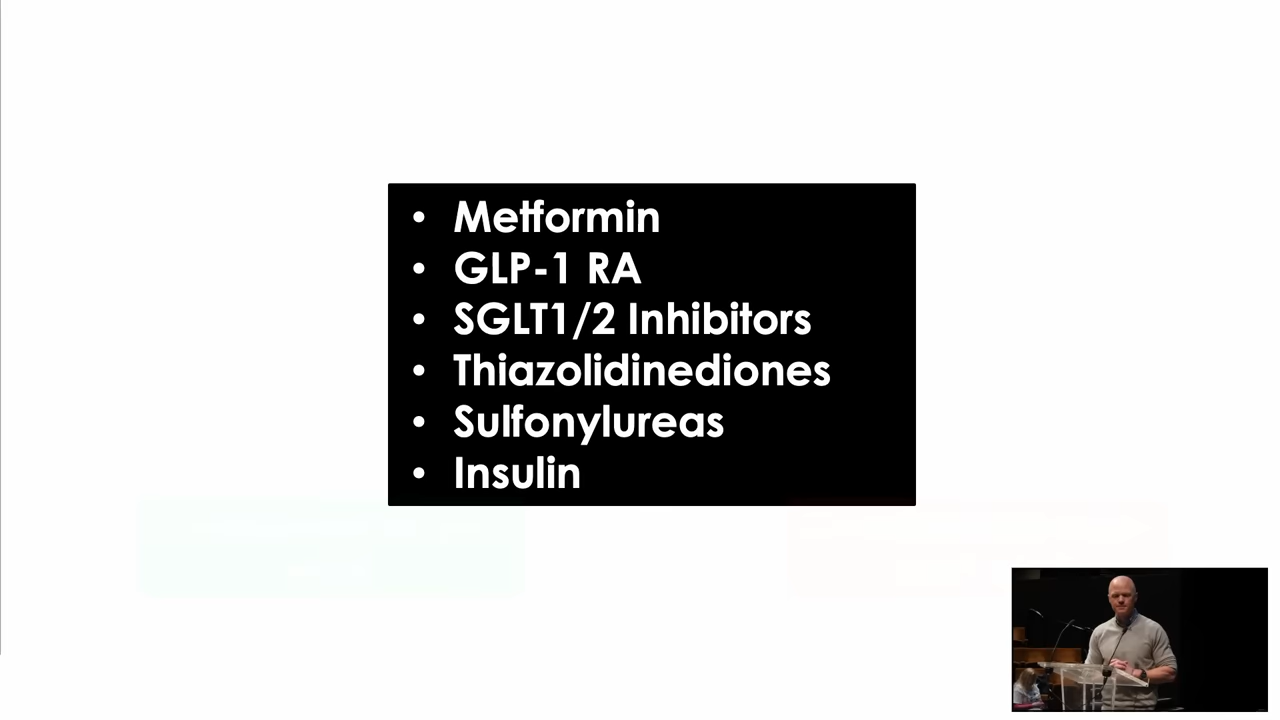 • Metformin
• GLP-1 RA
• SGLT1/2 Inhibitors
• Thiazolidinediones
• Sulfonylureas
• Insulin